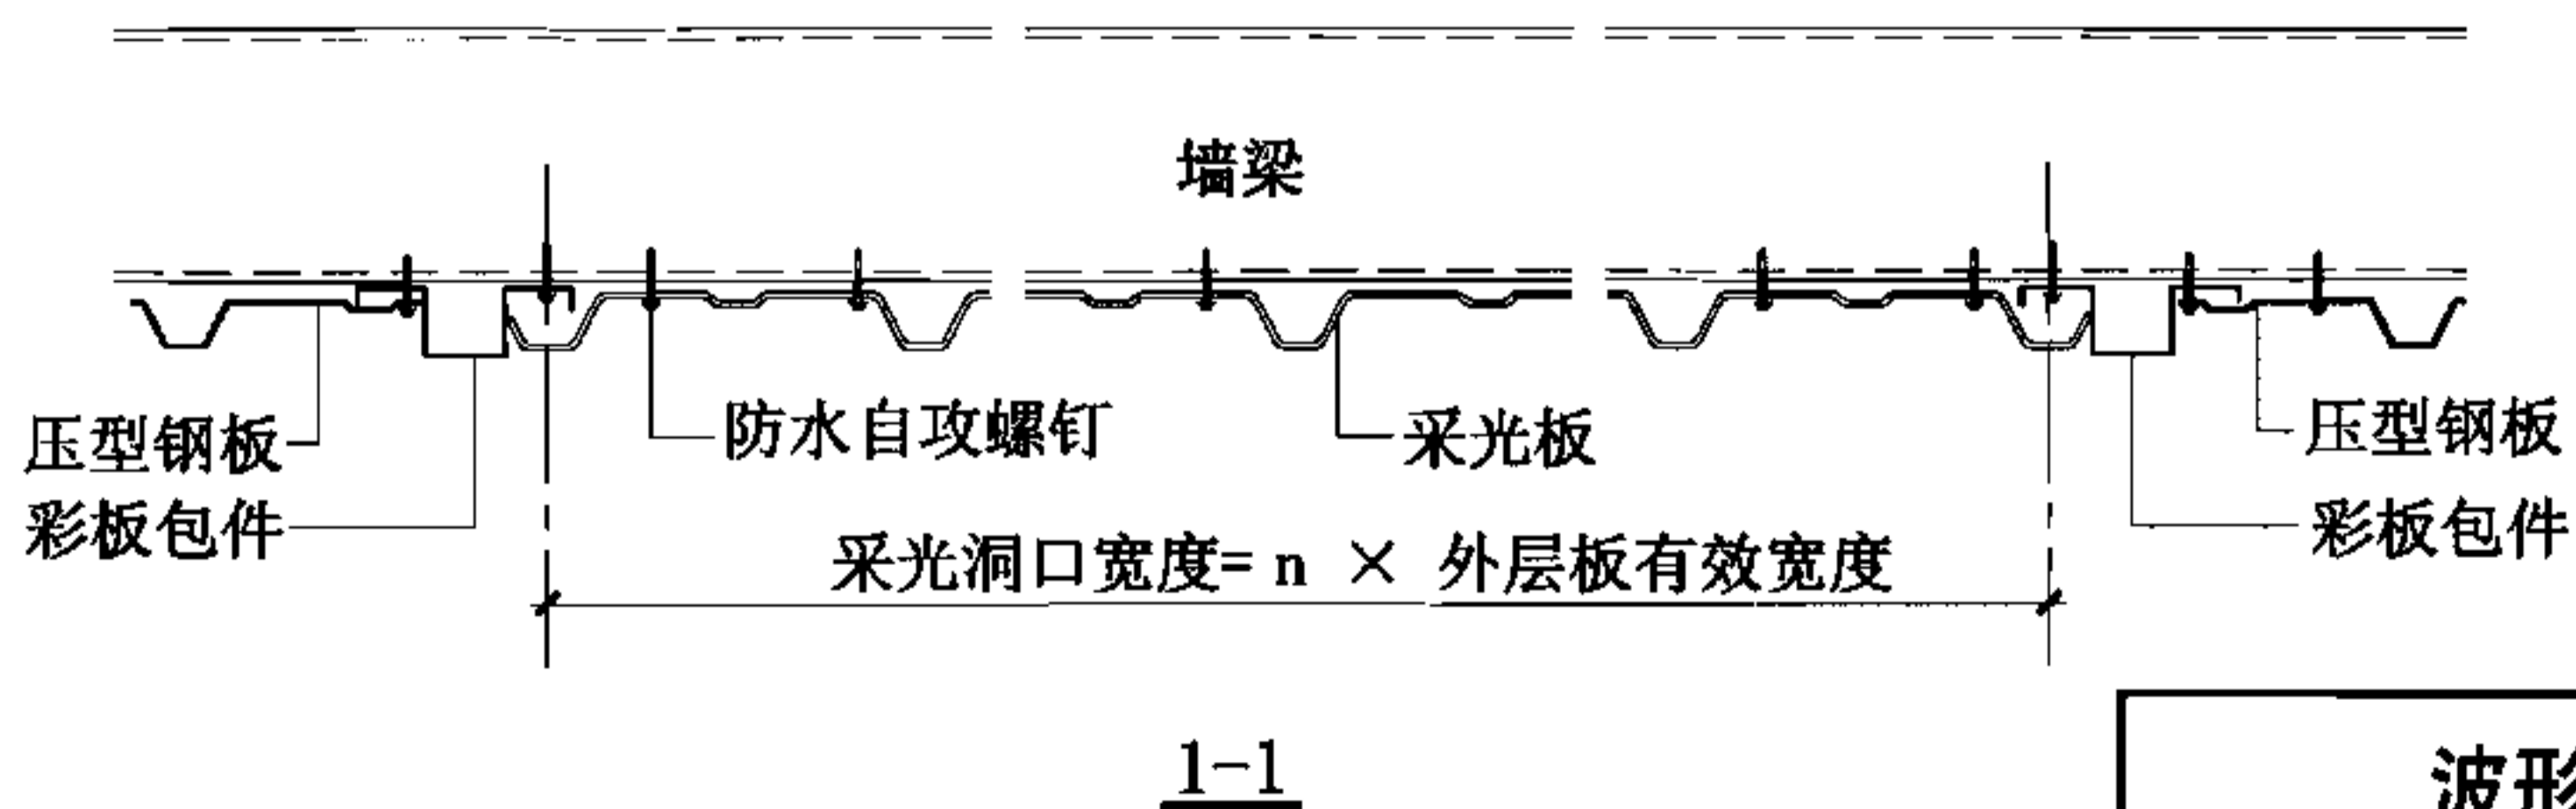 墙梁
压型钢板
防水自攻螺钉
采光板
压型钢板
彩板包件
彩板包件
采光洞口宽度= n × 外层板有效宽度
1-1
波形